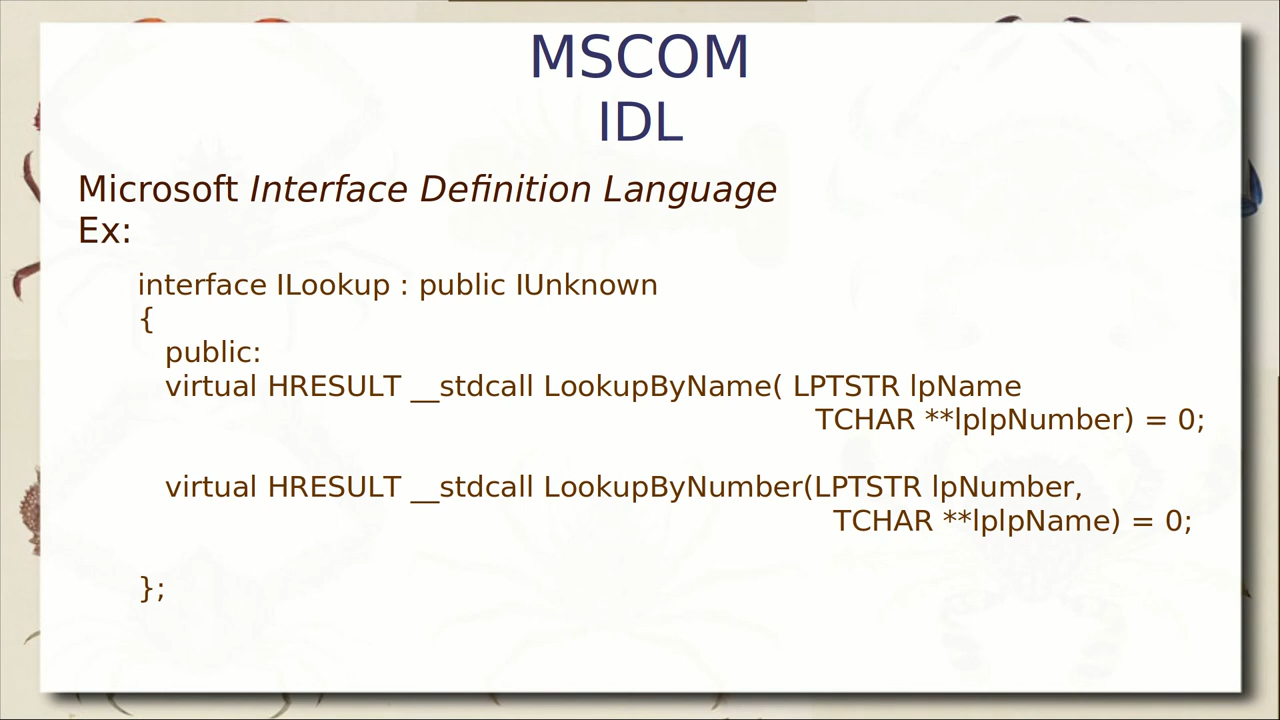 MSCOM
IDL
Microsoft Interface Definition Language
Ex:
interface ILookup : public IUnknown
{
public:
virtual HRESULT __stdcall LookupByName( LPTSTR lpName
TCHAR **lplpNumber) = 0;
virtual HRESULT __stdcall LookupByNumber(LPTSTR lpNumber,
TCHAR **lplpName) = 0;
};